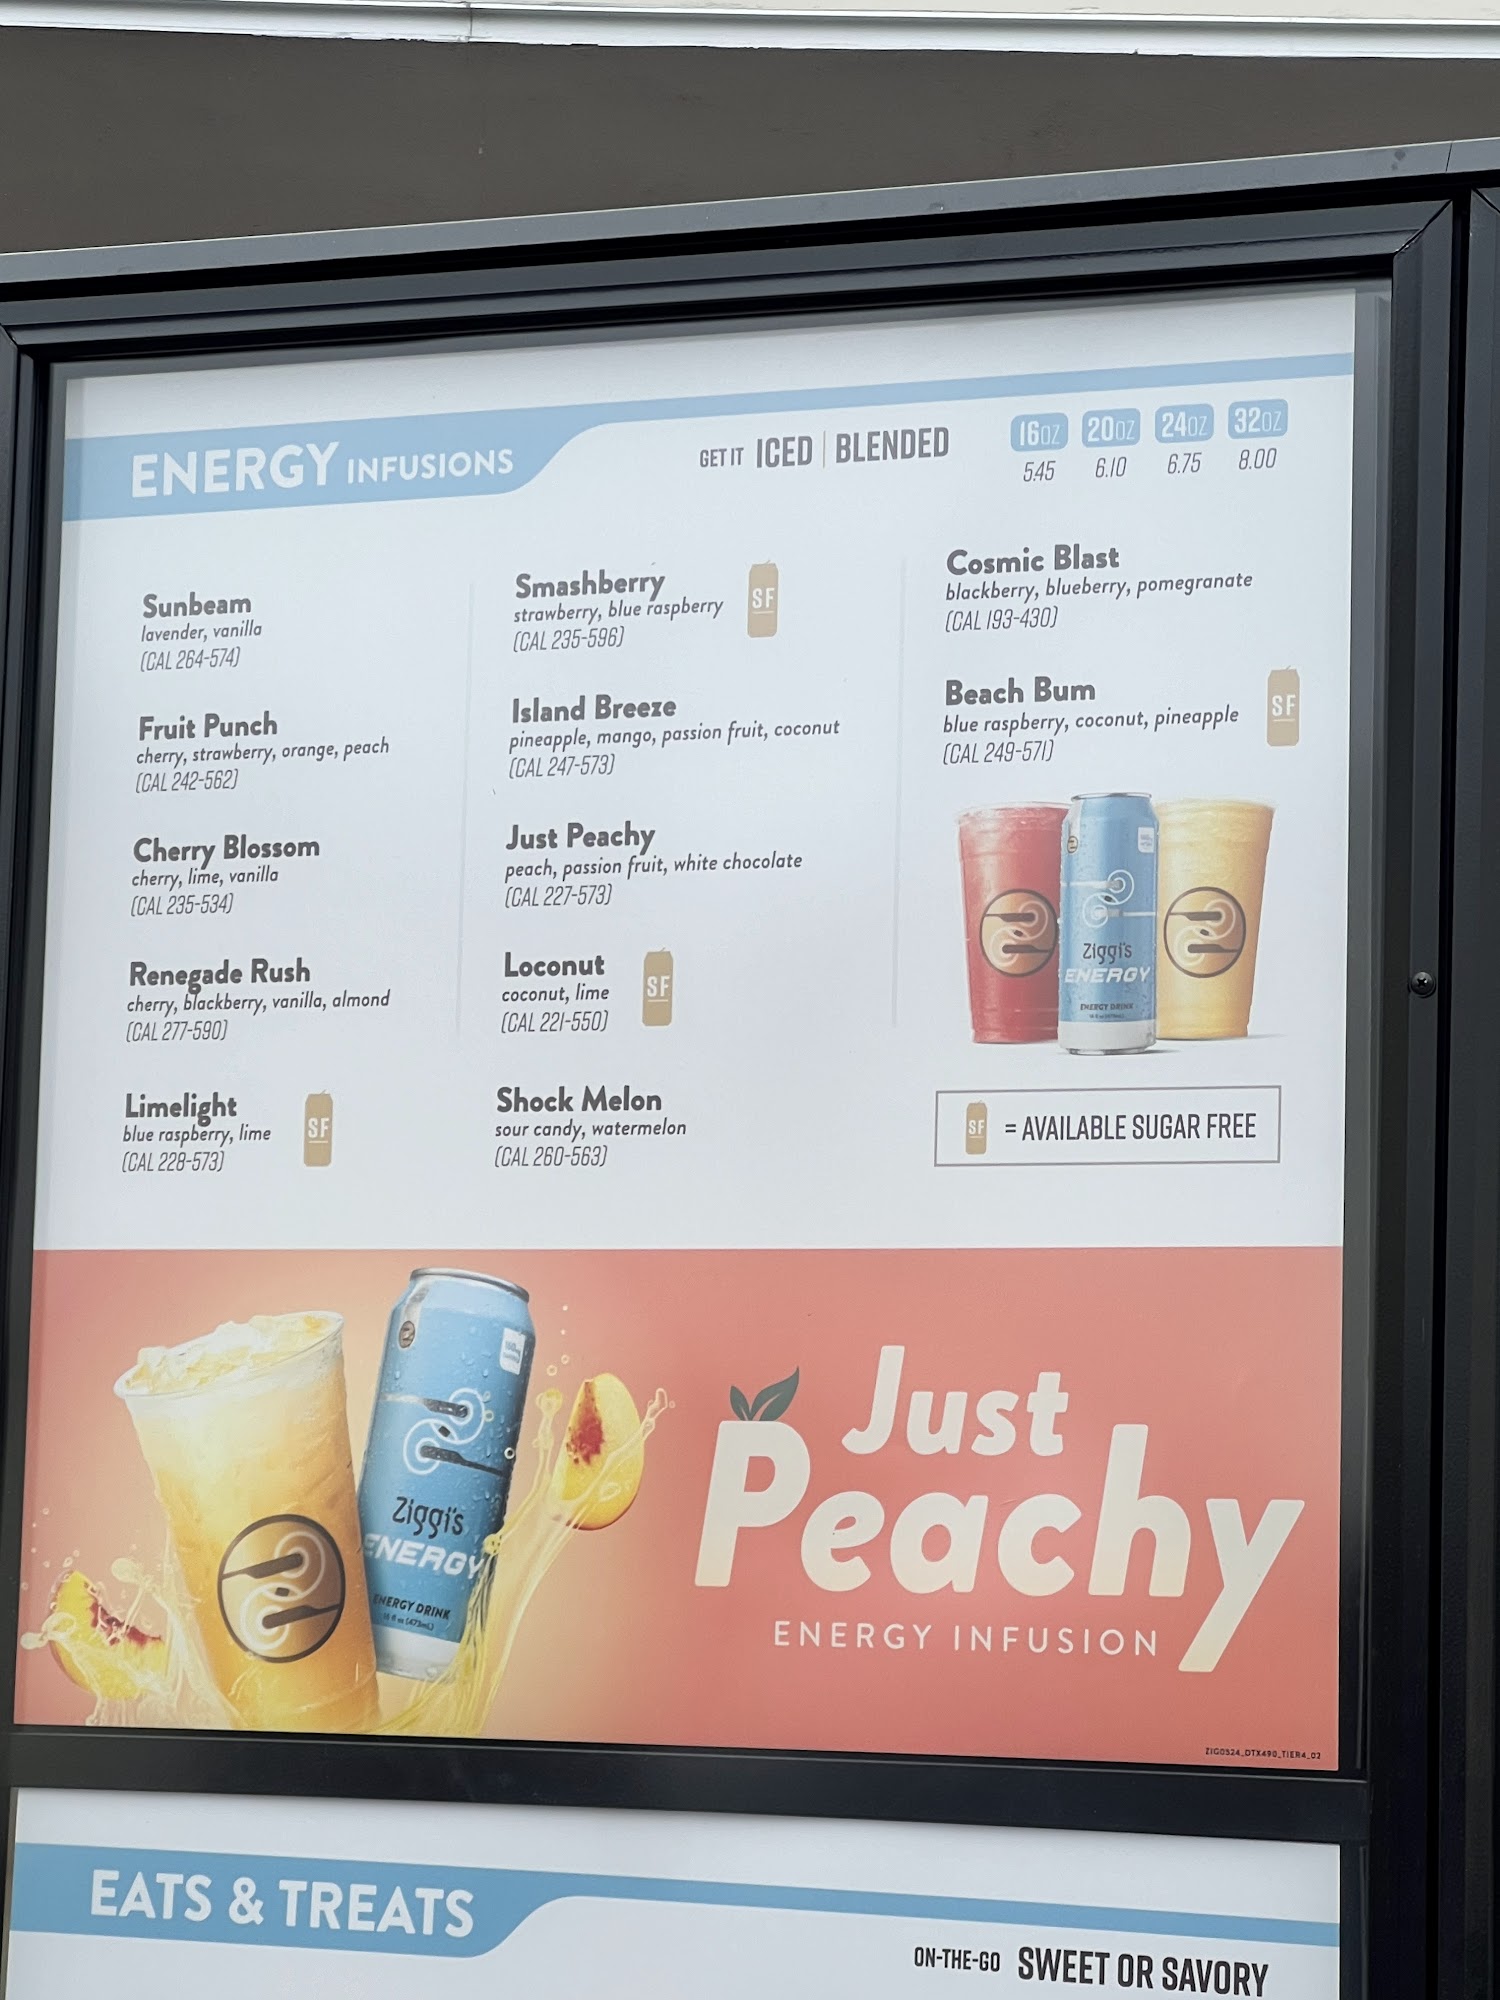 ENERGY INFUSIONS
GET IT ICED | BLENDED
16OZ 20OZ 24OZ 32OZ
5.45 6.10 6.75 8.00
Sunbeam
lavender, vanilla
(CAL 264-574)
Fruit Punch
cherry, strawberry, orange, peach
(CAL 242-562)
Cherry Blossom
cherry, lime, vanilla
(CAL 235-534)
Renegade Rush
cherry, blackberry, vanilla, almond
(CAL 277-590)
Limelight
blue raspberry, lime
(CAL 228-573)
SF
Smashberry
strawberry, blue raspberry
(CAL 235-596)
SF
Island Breeze
pineapple, mango, passion fruit, coconut
(CAL 247-573)
Just Peachy
peach, passion fruit, white chocolate
(CAL 227-573)
Loconut
coconut, lime
(CAL 221-550)
SF
Shock Melon
sour candy, watermelon
(CAL 260-563)
Cosmic Blast
blackberry, blueberry, pomegranate
(CAL 193-430)
Beach Bum
blue raspberry, coconut, pineapple
(CAL 249-571)
SF
Ziggi's
ENERGY
ENERGY DRINK
SF = AVAILABLE SUGAR FREE
Ziggi's
ENERGY
ENERGY DRINK
16 fl oz (473mL)
Just
Peachy
ENERGY INFUSION
ZIG0524_DTX490_TIER4_02
EATS & TREATS
ON-THE-GO SWEET OR SAVORY